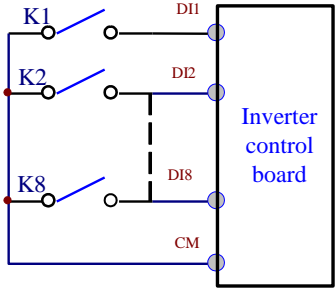 K1
DI1
K2
DI2
Inverter
control
board
K8
DI8
CM